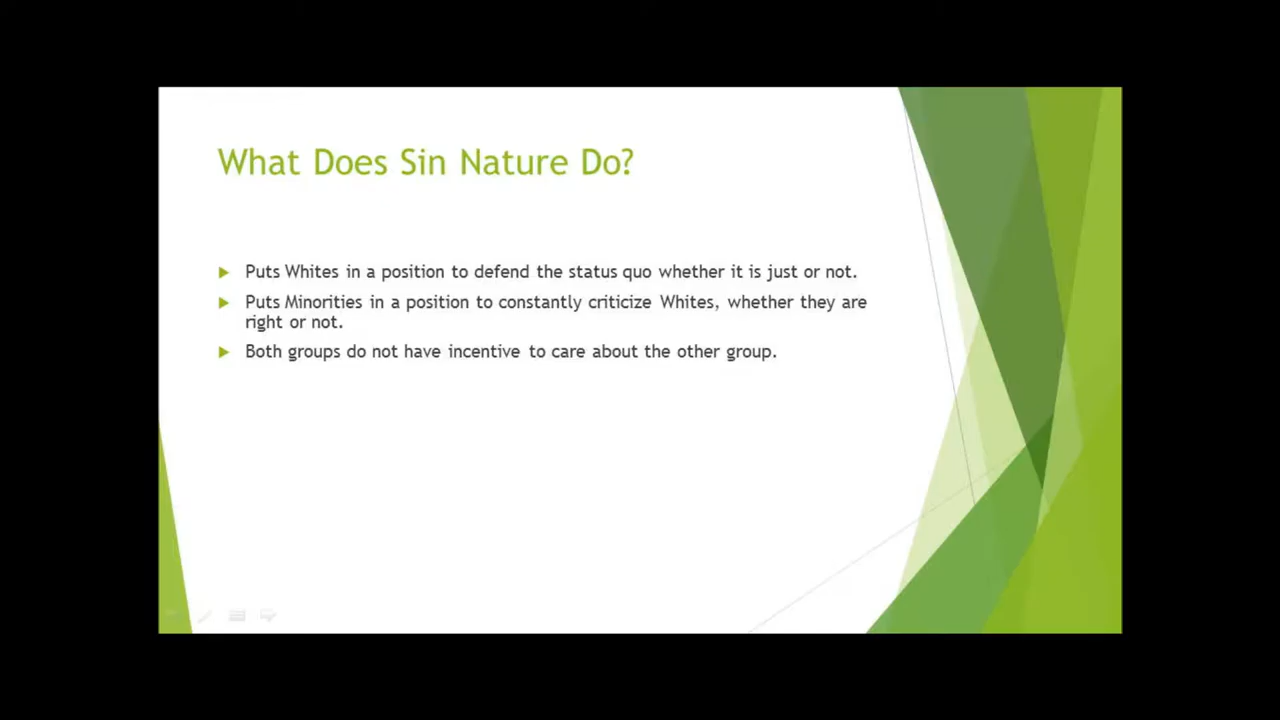 What Does Sin Nature Do?
Puts Whites in a position to defend the status quo whether it is just or not.
Puts Minorities in a position to constantly criticize Whites, whether they are
right or not.
Both groups do not have incentive to care about the other group.